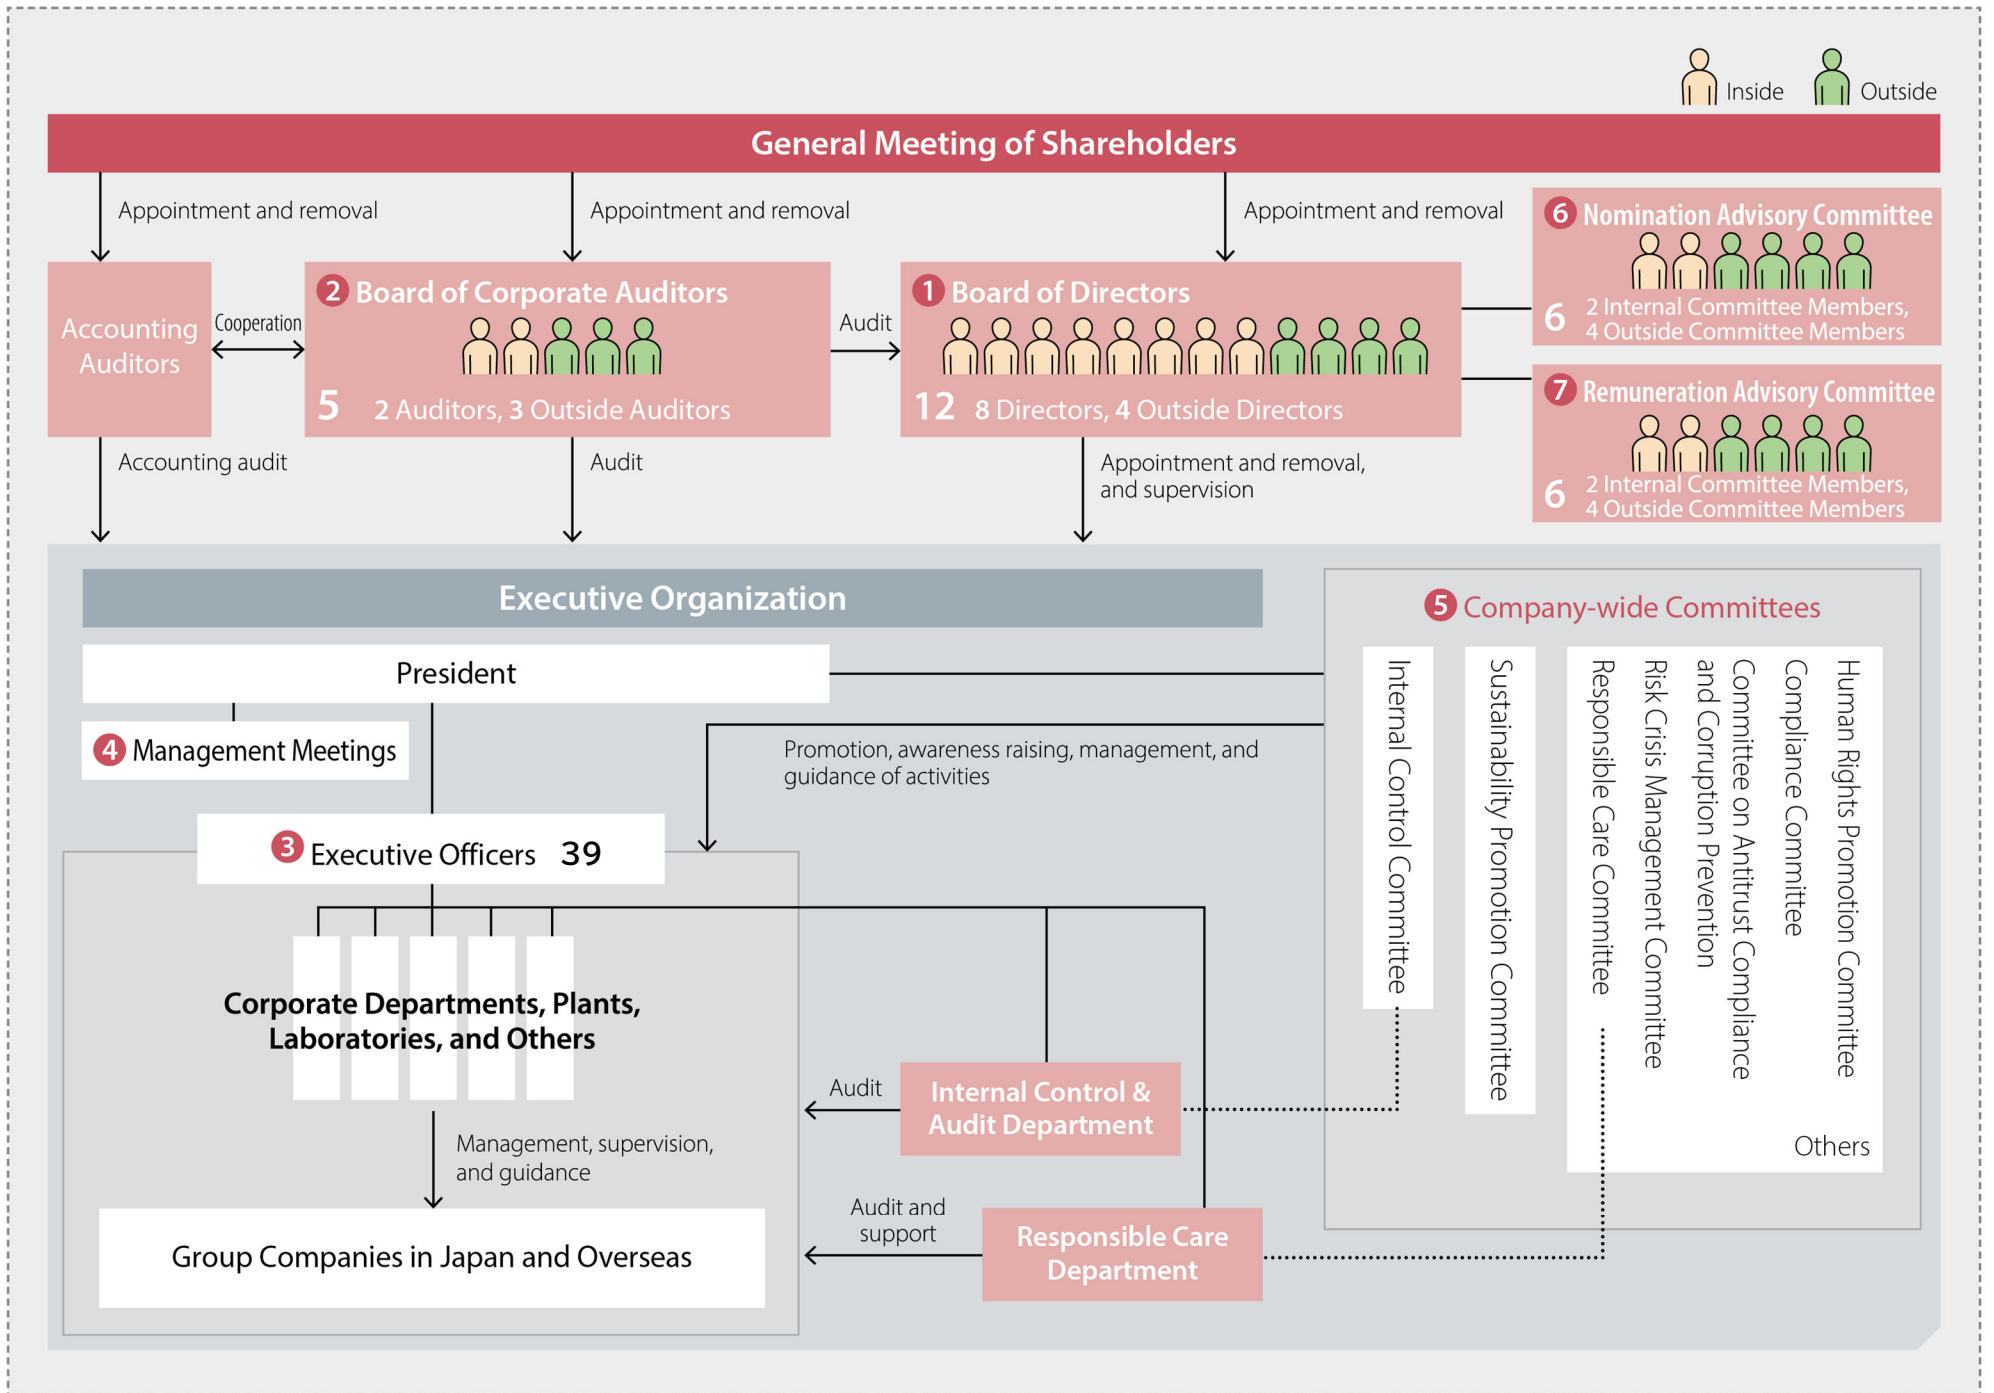 Inside
Outside
General Meeting of Shareholders
Appointment and removal
Appointment and removal
Appointment and removal
6 Nomination Advisory Committee
6
2 Internal Committee Members,
4 Outside Committee Members
Accounting
Auditors
Cooperation
2 Board of Corporate Auditors
5 2 Auditors, 3 Outside Auditors
Audit
1 Board of Directors
12 8 Directors, 4 Outside Directors
7 Remuneration Advisory Committee
6
2 Internal Committee Members,
4 Outside Committee Members
Accounting audit
Audit
Appointment and removal,
and supervision
Executive Organization
President
4 Management Meetings
Promotion, awareness raising, management, and
guidance of activities
3 Executive Officers 39
Corporate Departments, Plants,
Laboratories, and Others
Management, supervision,
and guidance
Group Companies in Japan and Overseas
Audit
Internal Control &
Audit Department
Audit and
support
Responsible Care
Department
5 Company-wide Committees
Internal Control Committee
Sustainability Promotion Committee
Responsible Care Committee
Risk Crisis Management Committee
Committee on Antitrust Compliance
and Corruption Prevention
Compliance Committee
Human Rights Promotion Committee
Others